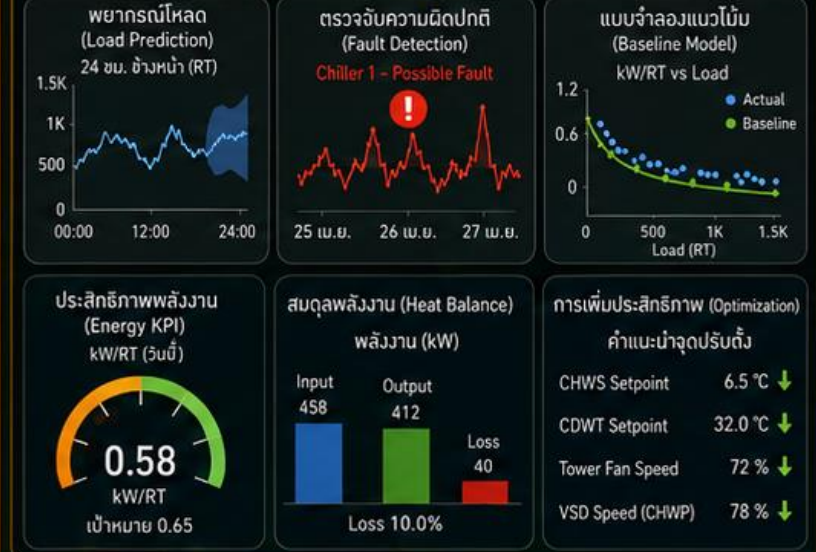 พยากรณ์โหลด
(Load Prediction)
24 ชม. ข้างหน้า (RT)
1.5K
1K
500
0
00:00 12:00 24:00
ตรวจจับความผิดปกติ
(Fault Detection)
Chiller 1 - Possible Fault
!
25 เม.ย. 26 เม.ย. 27 เม.ย.
แบบจำลองแนวโม้ม
(Baseline Model)
kW/RT vs Load
1.2
0.6
0
Actual
Baseline
0 500 1000 1.5K
Load (RT)
ประสิทธิภาพพลังงาน
(Energy KPI)
kW/RT (วันนี้)
0.58
kW/RT
เป้าหมาย 0.65
สมดุลพลังงาน (Heat Balance)
พลังงาน (kW)
Input
458
Output
412
Loss
40
Loss 10.0%
การเพิ่มประสิทธิภาพ (Optimization)
คำแนะนำจุดปรับตั้ง
CHWS Setpoint 6.5 °C ↓
CDWT Setpoint 32.0 °C ↓
Tower Fan Speed 72 % ↓
VSD Speed (CHWP) 78 % ↓